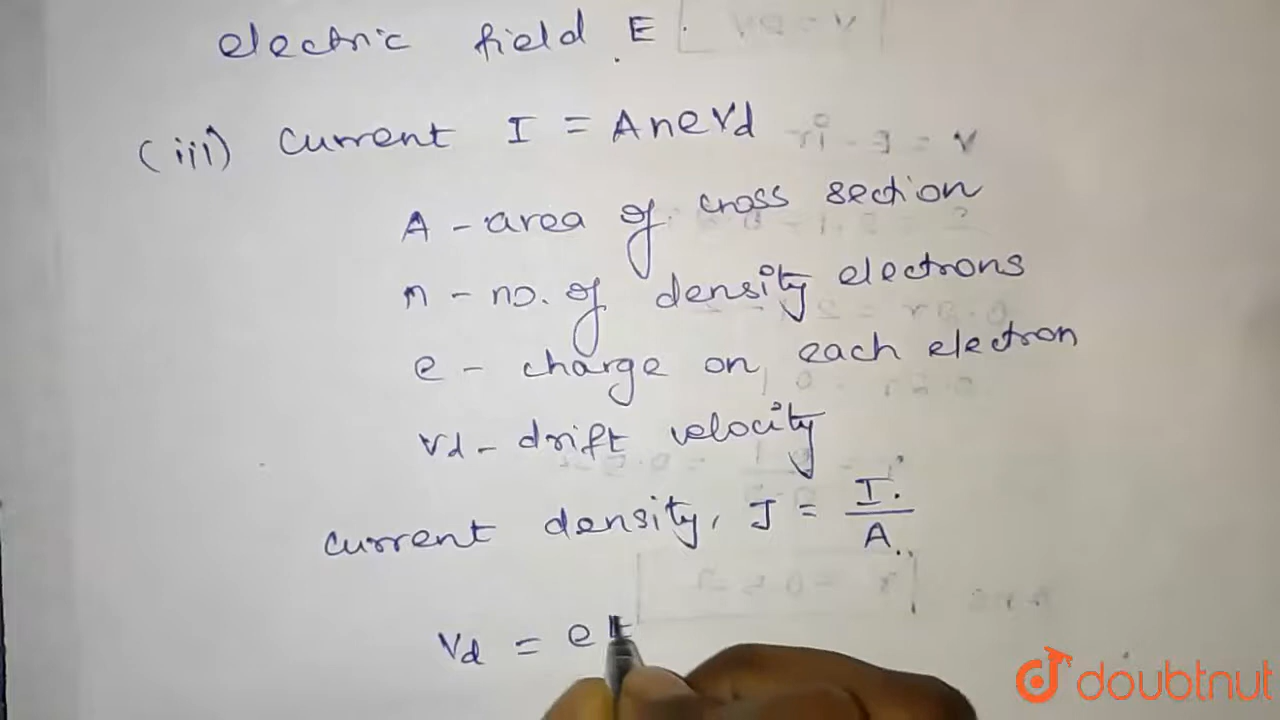 electric field E.
(iii) Current I = AneVd
A - area of cross section
n - no. of density electrons
e - charge on each electron
Vd - drift velocity
current density, J = I/A
Vd = e
doubtnut